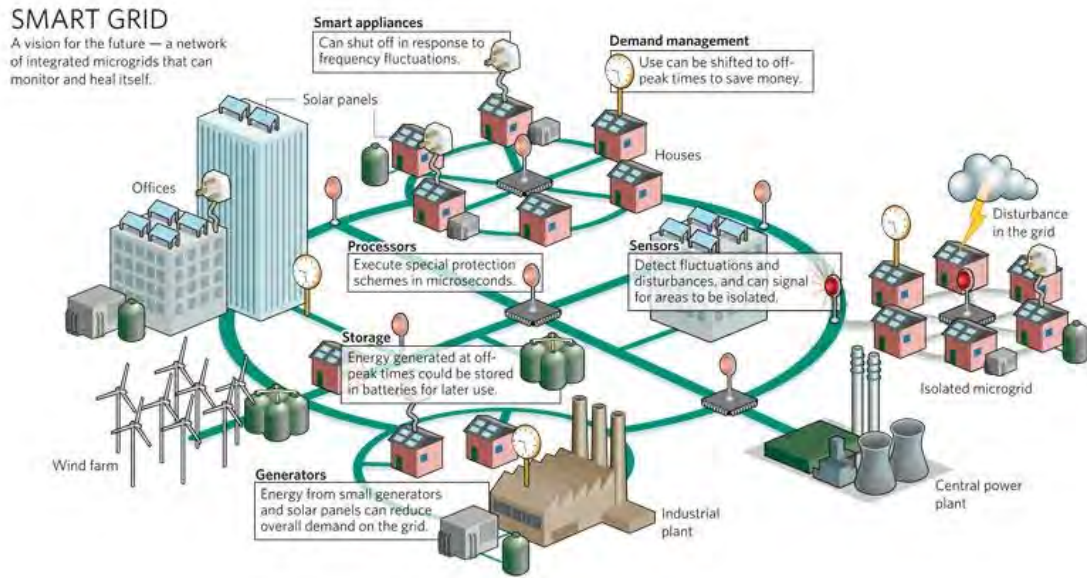 SMART GRID
A vision for the future — a network
of integrated microgrids that can
monitor and heal itself.
Smart appliances
Can shut off in response to
frequency fluctuations.
Demand management
Use can be shifted to off-
peak times to save money.
Solar panels
Houses
Offices
Disturbance
in the grid
Processors
Execute special protection
schemes in microseconds.
Sensors
Detect fluctuations and
disturbances, and can signal
for areas to be isolated.
Storage
Energy generated at off-
peak times could be stored
in batteries for later use.
Isolated microgrid
Wind farm
Generators
Energy from small generators
and solar panels can reduce
overall demand on the grid.
Industrial
plant
Central power
plant